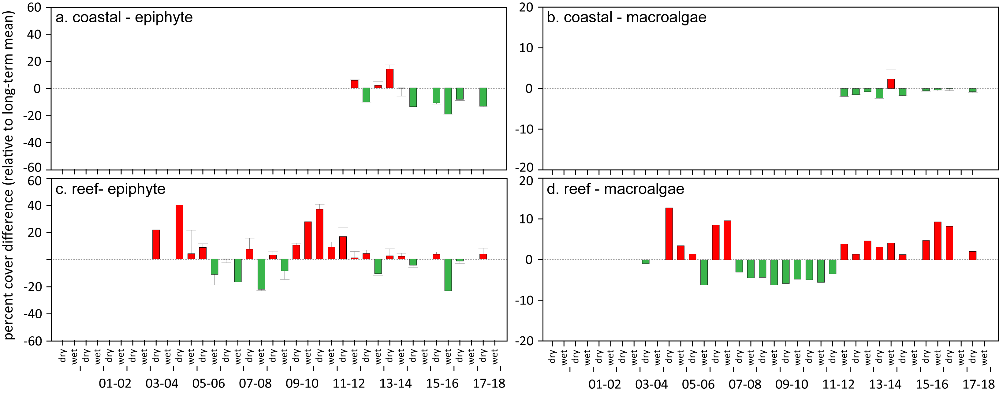 percent cover difference (relative to long-term mean)
a. coastal - epiphyte
60
40
20
0
-20
-40
-60
b. coastal - macroalgae
20
10
0
-10
-20
c. reef- epiphyte
60
40
20
-20
-40
-60
d. reef - macroalgae
20
10
0
-10
-20
dry wet dry wet dry wet dry wet dry wet dry wet dry wet dry wet dry wet dry wet dry wet dry wet dry wet dry wet dry wet dry wet dry wet dry wet dry wet
01-02 03-04 05-06 07-08 09-10 11-12 13-14 15-16 17-18
dry wet dry wet dry wet dry wet dry wet dry wet dry wet dry wet dry wet dry wet dry wet dry wet dry wet dry wet dry wet dry wet dry wet dry wet dry wet
01-02 03-04 05-06 07-08 09-10 11-12 13-14 15-16 17-18